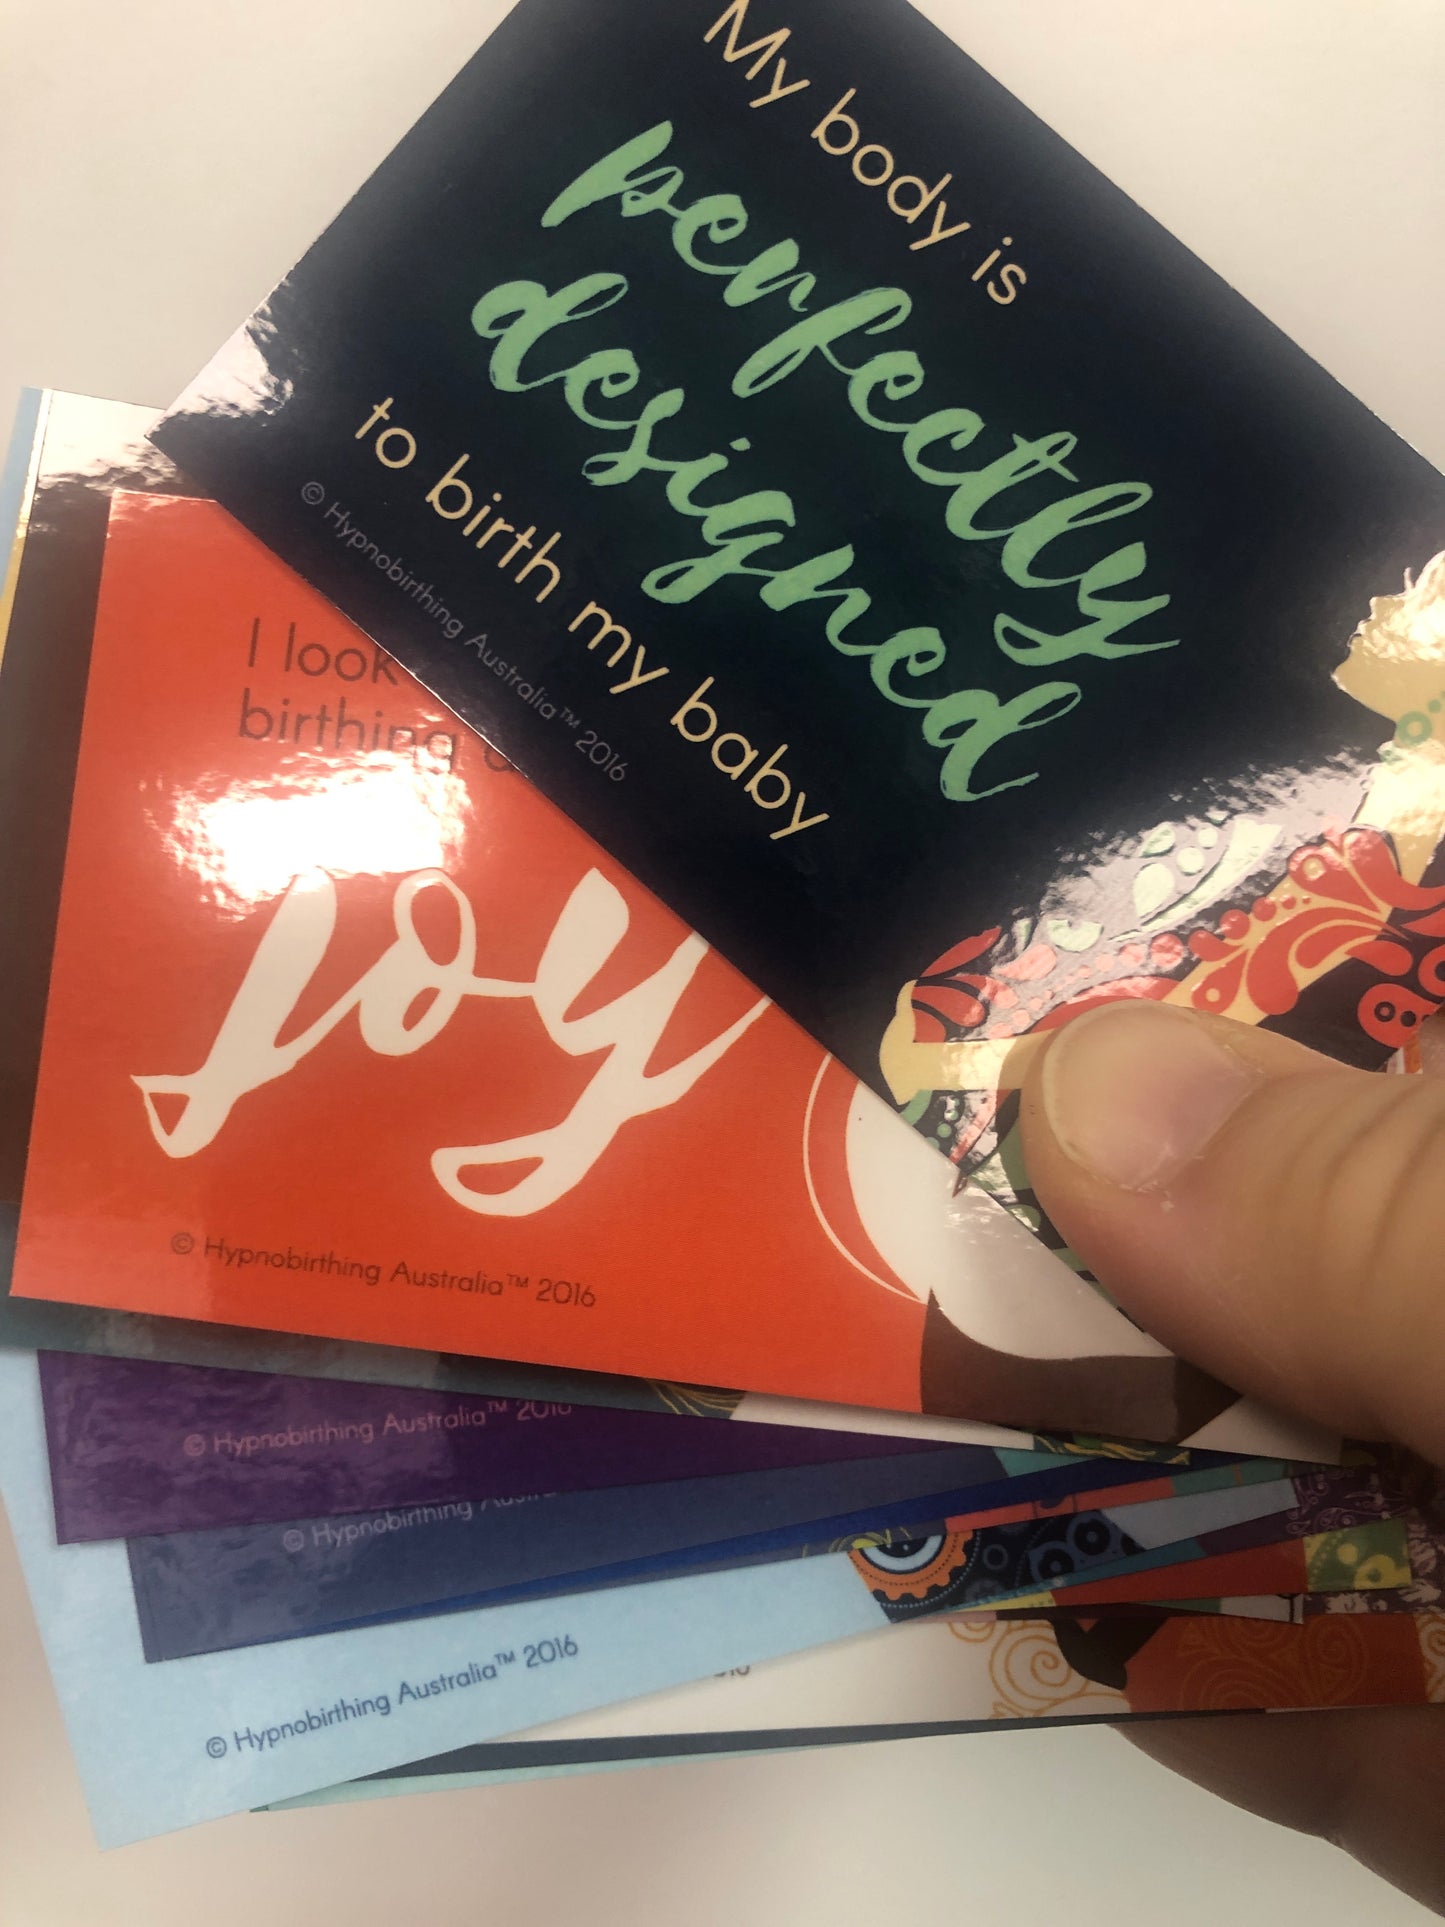 My body is
perfectly
designed
to birth my baby
© Hypnobirthing Australia™ 2016
I look
birthing
Joy
© Hypnobirthing Australia™ 2016
© Hypnobirthing Australia™ 2016
© Hypnobirthing
© Hypnobirthing Australia™ 2016